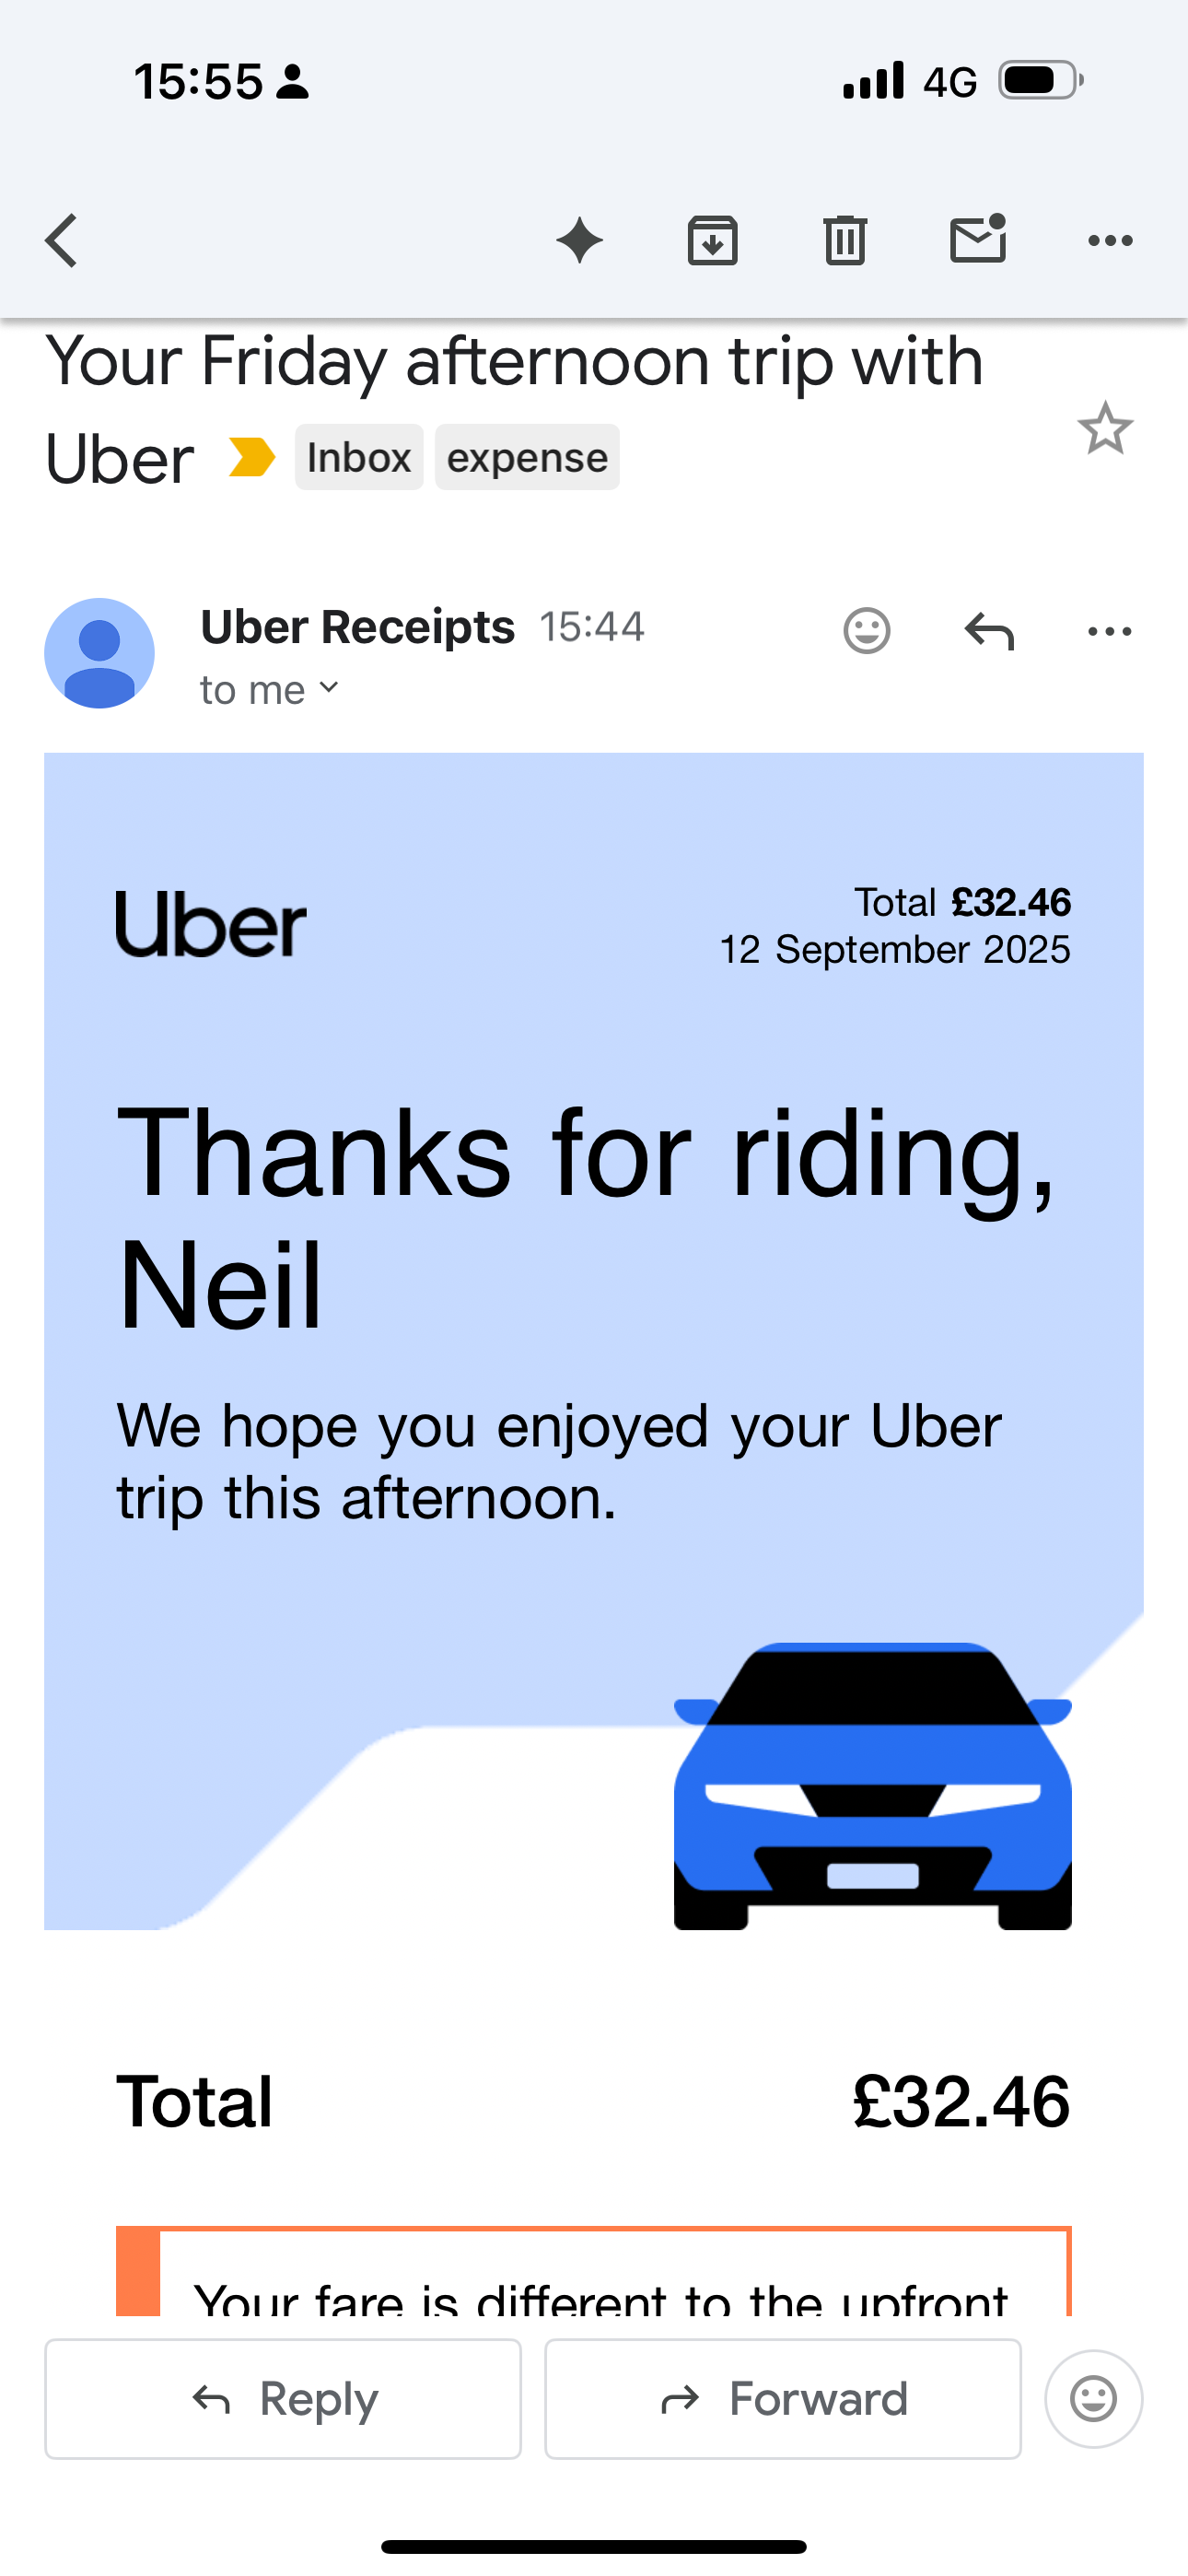 15:55
4G
Your Friday afternoon trip with
Uber Inbox expense
Uber Receipts 15:44
to me
Uber
Total £32.46
12 September 2025
Thanks for riding,
Neil
We hope you enjoyed your Uber
trip this afternoon.
Total £32.46
Your fare is different to the upfront
Reply Forward